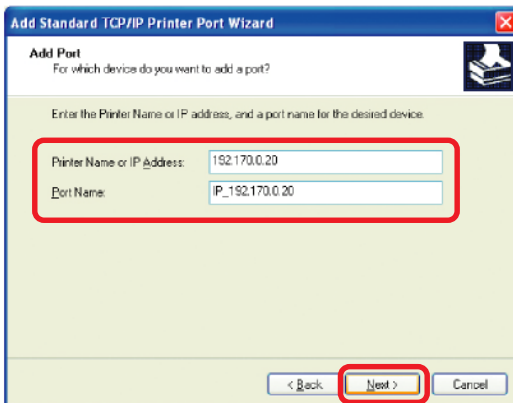 Add Standard TCP/IP Printer Port Wizard
Add Port
For which device do you want to add a port?
Enter the Printer Name or IP address, and a port name for the desired device.
Printer Name or IP Address: 192.170.0.20
Port Name: IP_192.170.0.20
< Back Next > Cancel